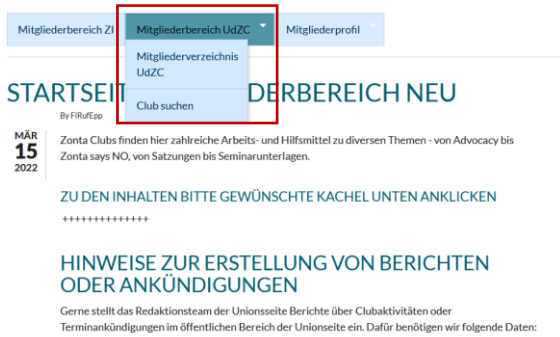 Mitgliederbereich ZI
Mitgliederbereich UdZC
Mitgliederprofil
Mitgliederverzeichnis
UdZC
Club suchen
STARTSEIT DERBEREICH NEU
By FIRufEpp
MÄR
15
2022
Zonta Clubs finden hier zahlreiche Arbeits- und Hilfsmittel zu diversen Themen - von Advocacy bis
Zonta says NO, von Satzungen bis Seminarunterlagen.
ZU DEN INHALTEN BITTE GEWÜNSCHTE KACHEL UNTEN ANKLICKEN
++++++++++++++
HINWEISE ZUR ERSTELLUNG VON BERICHTEN
ODER ANKÜNDIGUNGEN
Gerne stellt das Redaktionsteam der Unionsseite Berichte über Clubaktivitäten oder
Terminankündigungen im öffentlichen Bereich der Unionseite ein. Dafür benötigen wir folgende Daten: